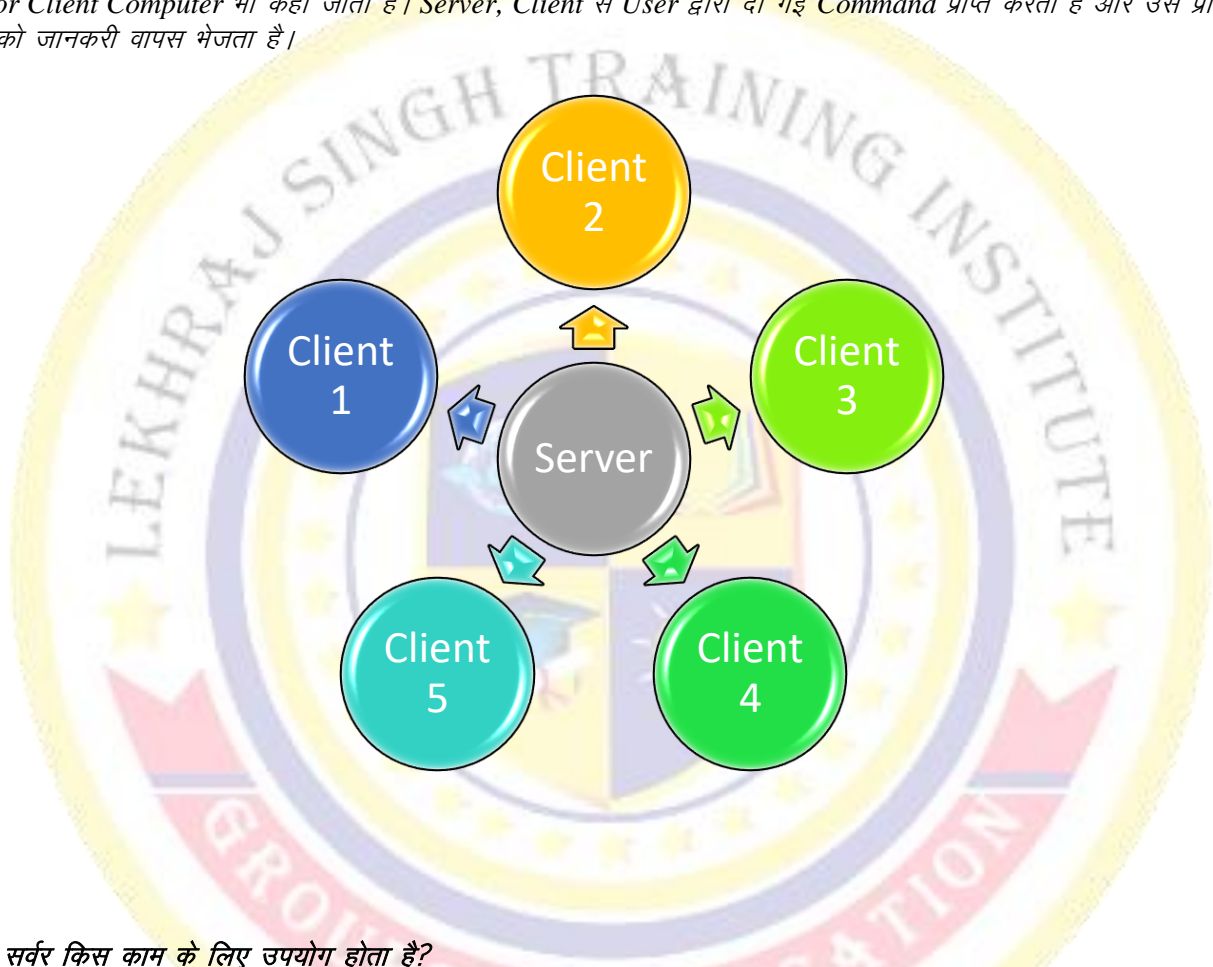 or Client Computer भी कहा जाता है। Server, Client से User द्वारा दी गई Command प्राप्त करता है और उसे
को जानकरी वापस भेजता है।
LEKHRAJ SINGH TRAINING INSTITUTE
Client
2
Client
1
Client
3
Server
Client
5
Client
4
सर्वर किस काम के लिए उपयोग होता है?